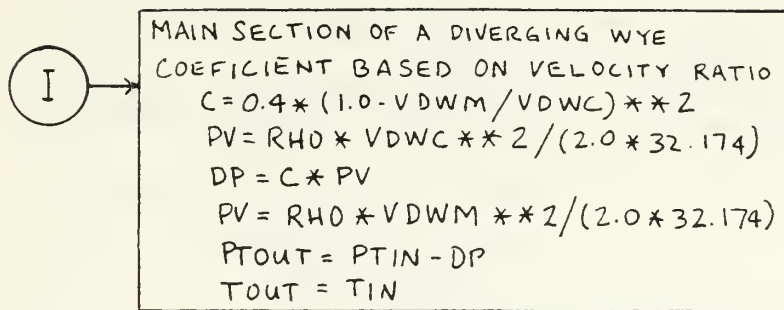 I
MAIN SECTION OF A DIVERGING WYE
COEFICIENT BASED ON VELOCITY RATIO
C=0.4*(1.0-VDWM/VDWC)**2
PV=RHO*VDWC**2/(2.0*32.174)
DP=C*PV
PV=RHO*VDWM**2/(2.0*32.174)
PTOUT=PTIN-DP
TOUT=TIN